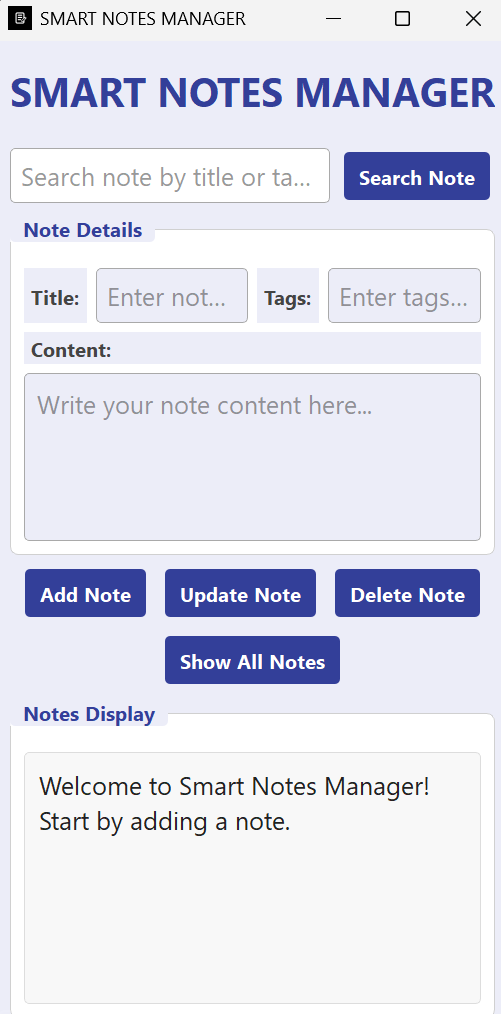 SMART NOTES MANAGER
SMART NOTES MANAGER
Search note by title or ta...
Search Note
Note Details
Title:
Enter not...
Tags:
Enter tags...
Content:
Write your note content here...
Add Note
Update Note
Delete Note
Show All Notes
Notes Display
Welcome to Smart Notes Manager!
Start by adding a note.